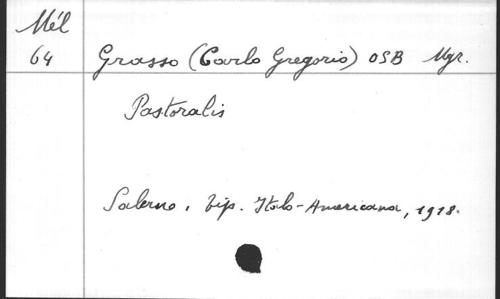 Mél
64
Grasso (Carlo Gregorio) OSB Mgr.
Pastoralis
Salerno, tip. Italo-Americana, 1918.